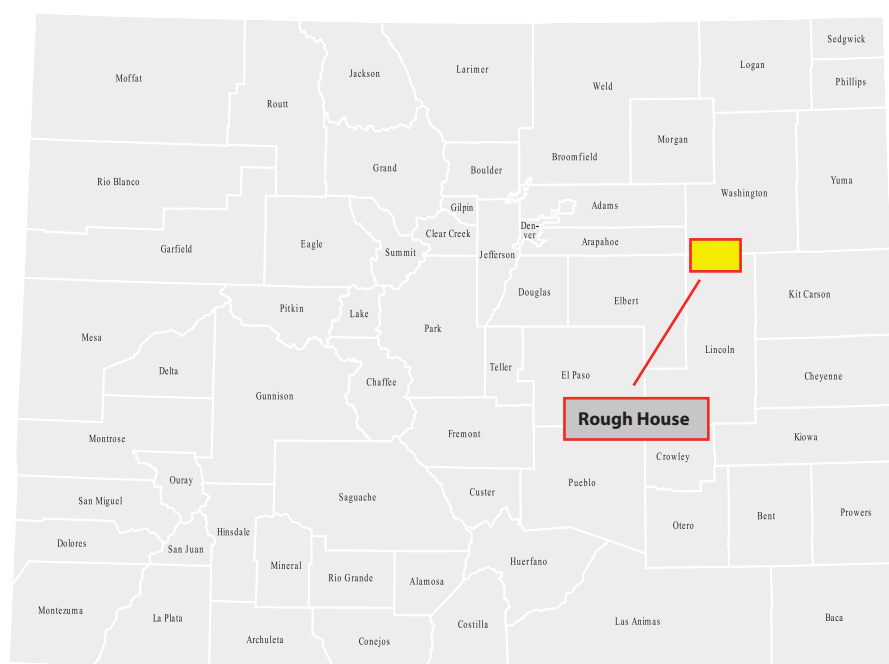 Sedgwick
Jackson
Larimer
Logan
Moffat
Phillips
Weld
Routt
Morgan
Broomfield
Grand
Boulder
Rio Blanco
Yuma
Washington
Gilpin
Adams
Den-
ver
Clear Creek
Eagle
Arapahoe
Garfield
Summit
Jefferson
Douglas
Kit Carson
Elbert
Pitkin
Lake
Park
Mesa
Lincoln
Teller
Delta
El Paso
Cheyenne
Chaffee
Gunnison
Rough House
Fremont
Montrose
Kiowa
Crowley
Ouray
Pueblo
Custer
Saguache
San Miguel
Prowers
Bent
Otero
Hinsdale
Dolores
San Juan
Huerfano
Mineral
Rio Grande
Alamosa
Montezuma
La Plata
Las Animas
Baca
Costilla
Archuleta
Conejos